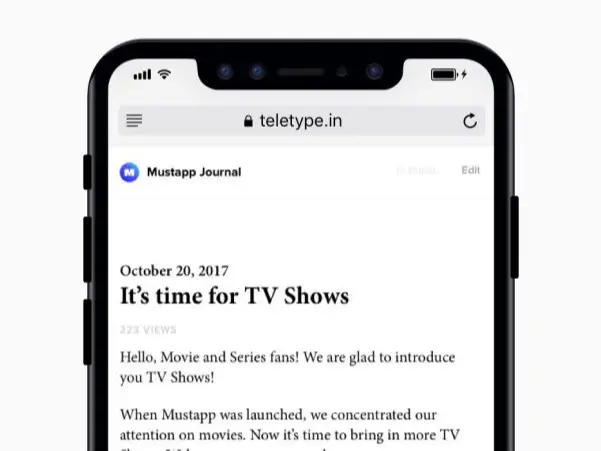 teletype.in
Mustapp Journal
Edit
October 20, 2017
It’s time for TV Shows
223 VIEWS
Hello, Movie and Series fans! We are glad to introduce
you TV Shows!
When Mustapp was launched, we concentrated our
attention on movies. Now it’s time to bring in more TV